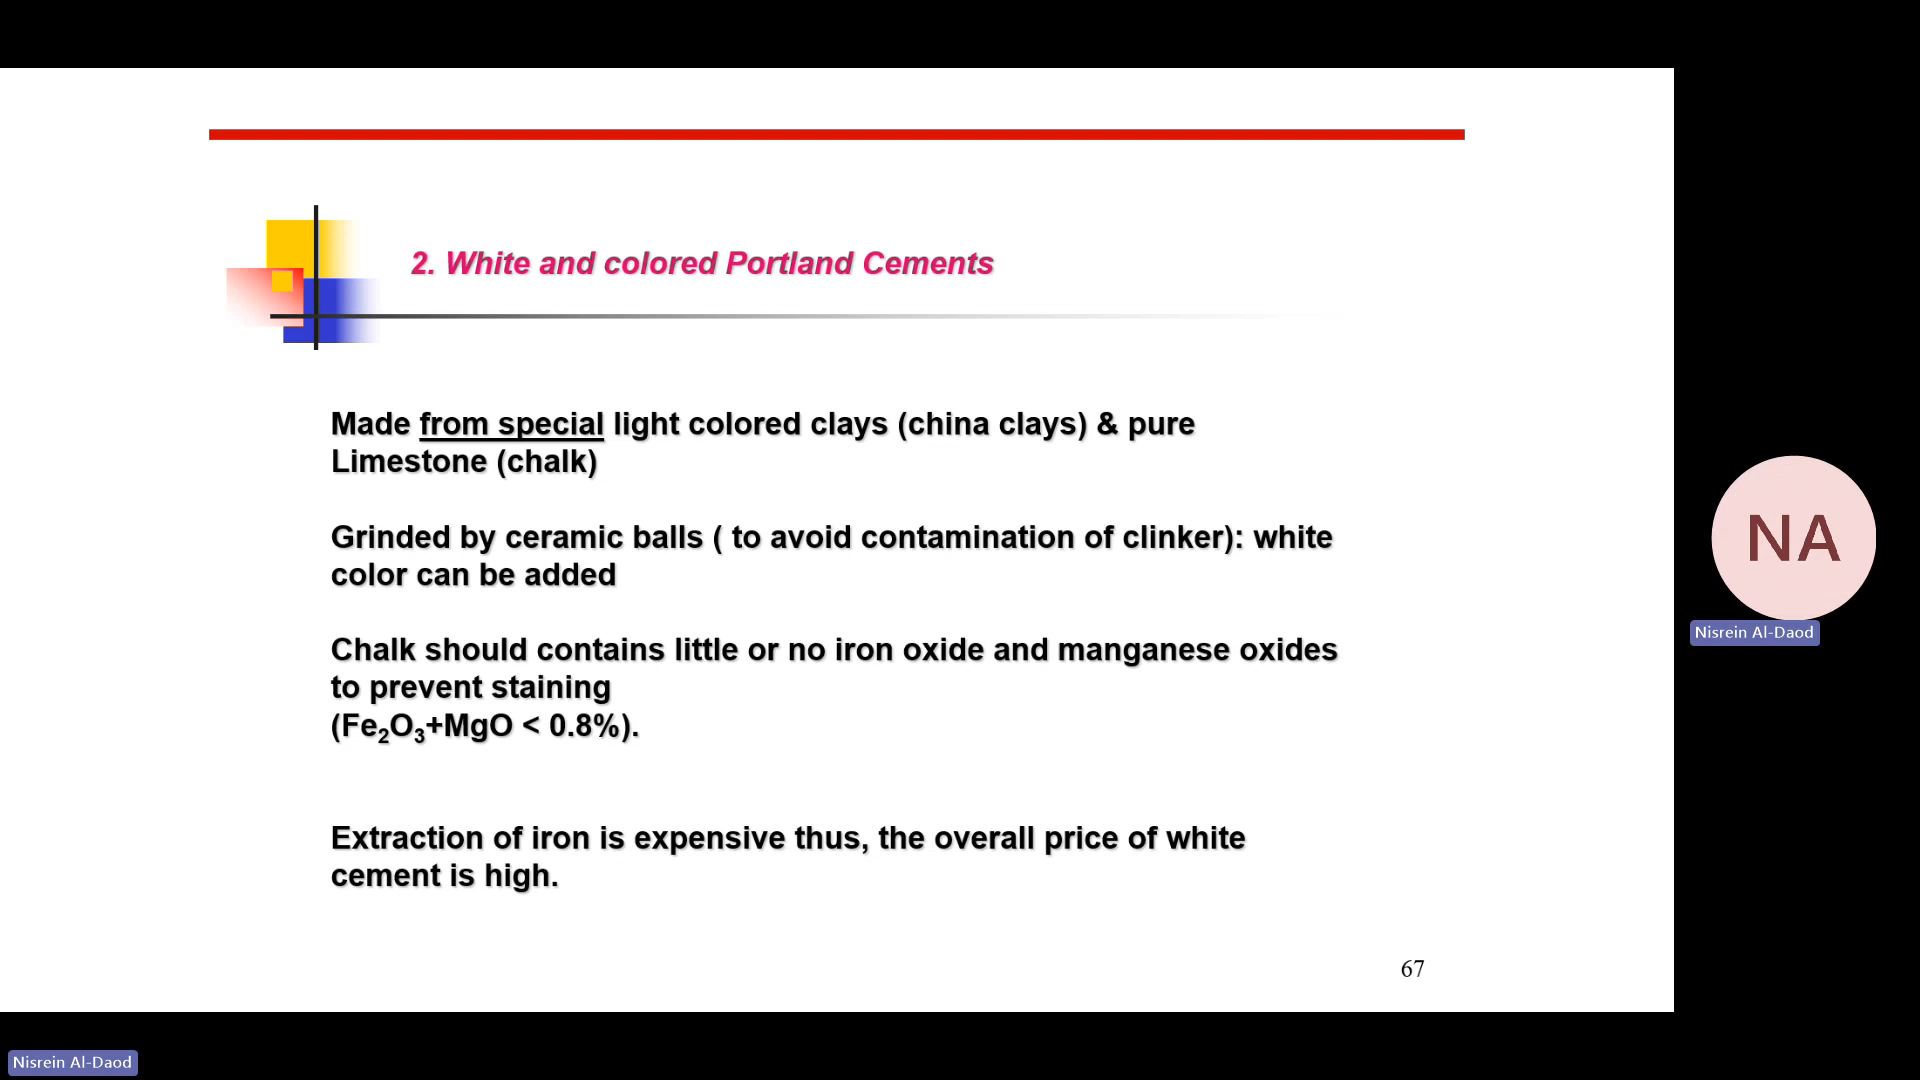 2. White and colored Portland Cements
Made from special light colored clays (china clays) & pure
Limestone (chalk)
Grinded by ceramic balls ( to avoid contamination of clinker): white
color can be added
Chalk should contains little or no iron oxide and manganese oxides
to prevent staining
(Fe₂O₃+MgO < 0.8%).
Extraction of iron is expensive thus, the overall price of white
cement is high.
67
NA
Nisrein Al-Daod
Nisrein Al-Daod